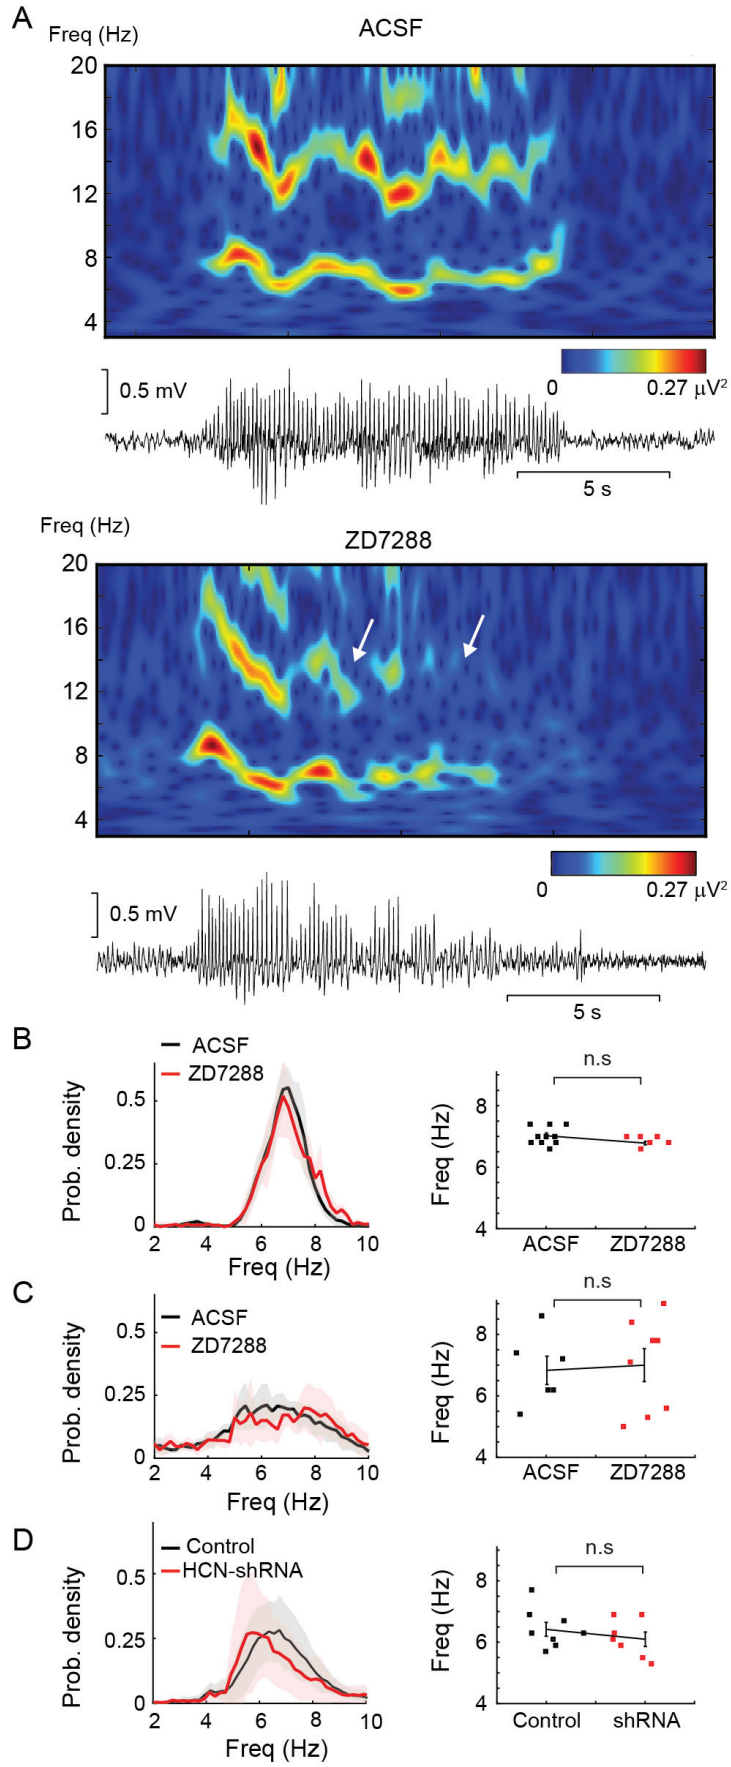 A
Freq (Hz)
ACSF
20
16
12
8
4
0.5 mV
0 0.27 µV²
5 s
Freq (Hz)
ZD7288
20
16
12
8
4
0.5 mV
0 0.27 µV²
5 s
B
ACSF
ZD7288
Prob. density
0.5
0.25
0
2 4 6 8 10
Freq (Hz)
n.s
Freq (Hz)
8
6
4
ACSF ZD7288
C
ACSF
ZD7288
Prob. density
0.5
0.25
0
2 4 6 8 10
Freq (Hz)
n.s
Freq (Hz)
8
6
4
ACSF ZD7288
D
Control
HCN-shRNA
Prob. density
0.5
0.25
0
2 4 6 8 10
Freq (Hz)
n.s
Freq (Hz)
8
6
4
Control shRNA